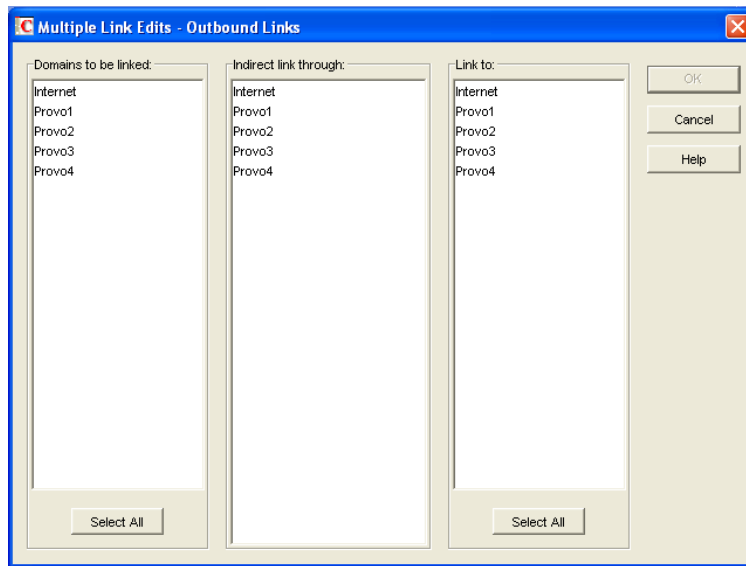 Multiple Link Edits - Outbound Links
Domains to be linked:
Internet
Provo1
Provo2
Provo3
Provo4
Select All
Indirect link through:
Internet
Provo1
Provo2
Provo3
Provo4
Link to:
Internet
Provo1
Provo2
Provo3
Provo4
Select All
OK
Cancel
Help